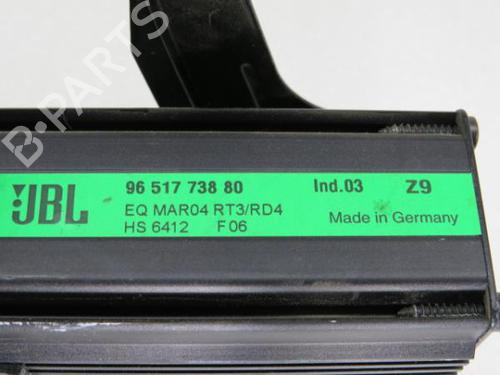 B-PARTS
JBL 96 517 738 80 Ind.03 Z9
EQ MAR04 RT3/RD4 Made in Germany
HS 6412 F06